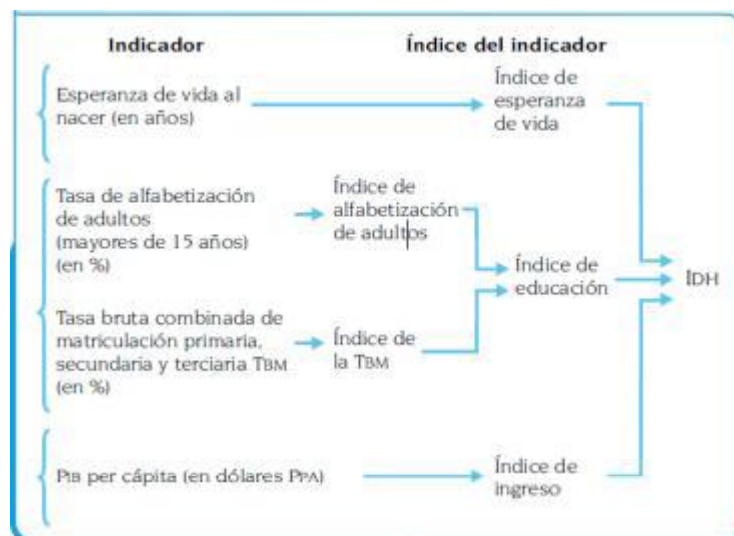 Indicador
Índice del indicador
Esperanza de vida al
nacer (en años)
Índice de
esperanza
de vida
Tasa de alfabetización
de adultos
(mayores de 15 años)
(en %)
Índice de
alfabetización
de adultos
Tasa bruta combinada de
matriculación primaria,
secundaria y terciaria TBM
(en %)
Índice de
la TBM
Índice de
educación
IDH
PIB per cápita (en dólares PPA)
Índice de
ingreso